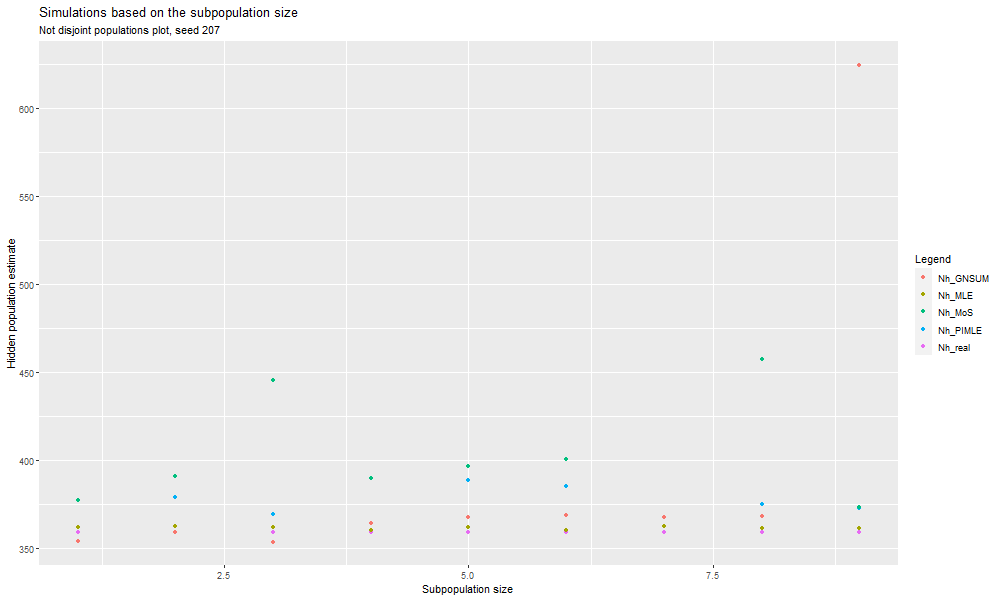 Simulations based on the subpopulation size
Not disjoint populations plot, seed 207
600
550
500
450
400
350
Hidden population estimate
2.5
5.0
7.5
Subpopulation size
Legend
Nh_GNSUM
Nh_MLE
Nh_MoS
Nh_PIMLE
Nh_real